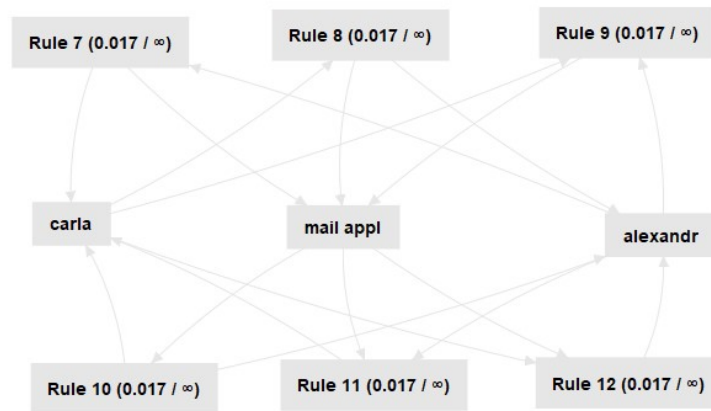 Rule 7 (0.017 / ∞)
Rule 8 (0.017 / ∞)
Rule 9 (0.017 / ∞)
carla
mail appl
alexandr
Rule 10 (0.017 / ∞)
Rule 11 (0.017 / ∞)
Rule 12 (0.017 / ∞)